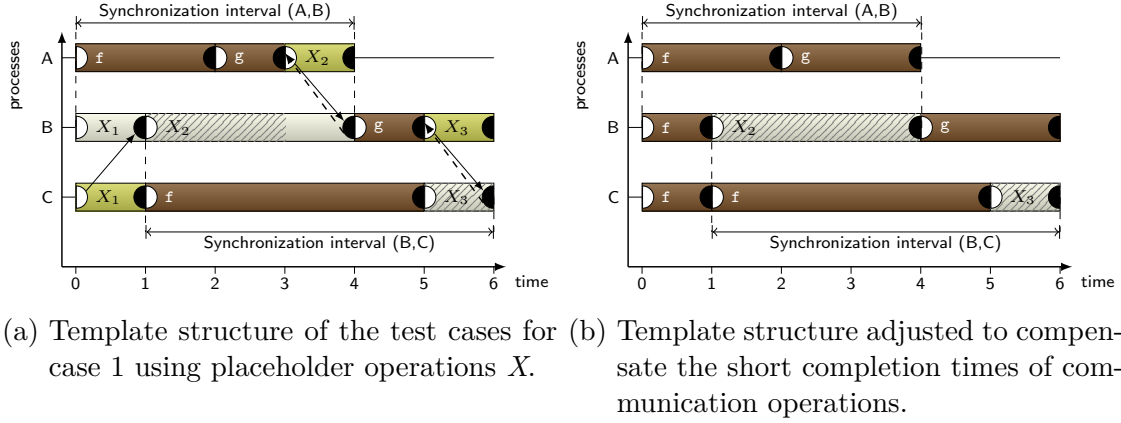 Synchronization interval (A,B)
processes
A
f
g
X2
B
X1
X2
g
X3
C
X1
f
X3
Synchronization interval (B,C)
0 1 2 3 4 5 6 time
(a) Template structure of the test cases for
case 1 using placeholder operations X.
Synchronization interval (A,B)
processes
A
f
g
B
f
X2
g
C
f
f
X3
Synchronization interval (B,C)
0 1 2 3 4 5 6 time
(b) Template structure adjusted to compen-
sate the short completion times of com-
munication operations.